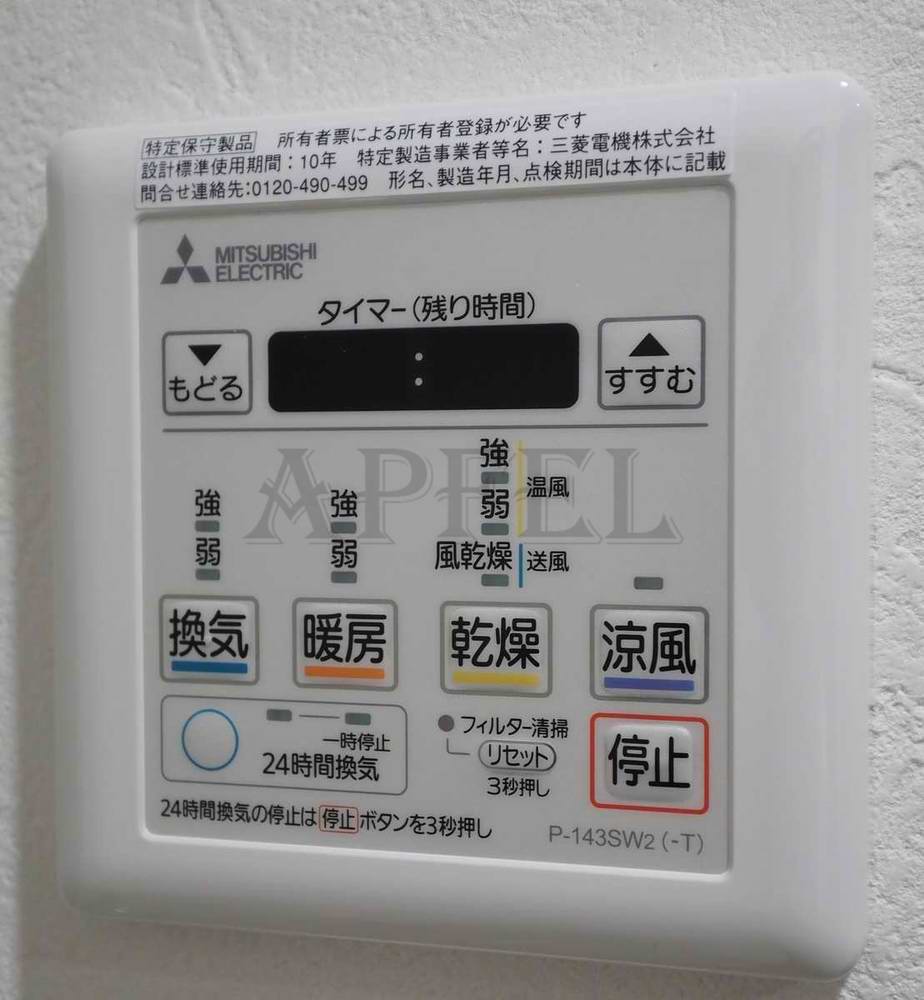 特定保守製品 所有者票による所有者登録が必要です
設計標準使用期間：10年 特定製造事業者等名：三菱電機株式会社
問合せ連絡先:0120-490-499 形名、製造年月、点検期間は本体に記載
MITSUBISHI
ELECTRIC
タイマー(残り時間)
▼
もどる
:
▲
すすむ
APFEL
強
弱
強
弱
強
弱
温風
風乾燥
送風
換気
暖房
乾燥
涼風
一時停止
24時間換気
フィルター清掃
リセット
3秒押し
停止
24時間換気の停止は停止ボタンを3秒押し
P-143SW2(-T)